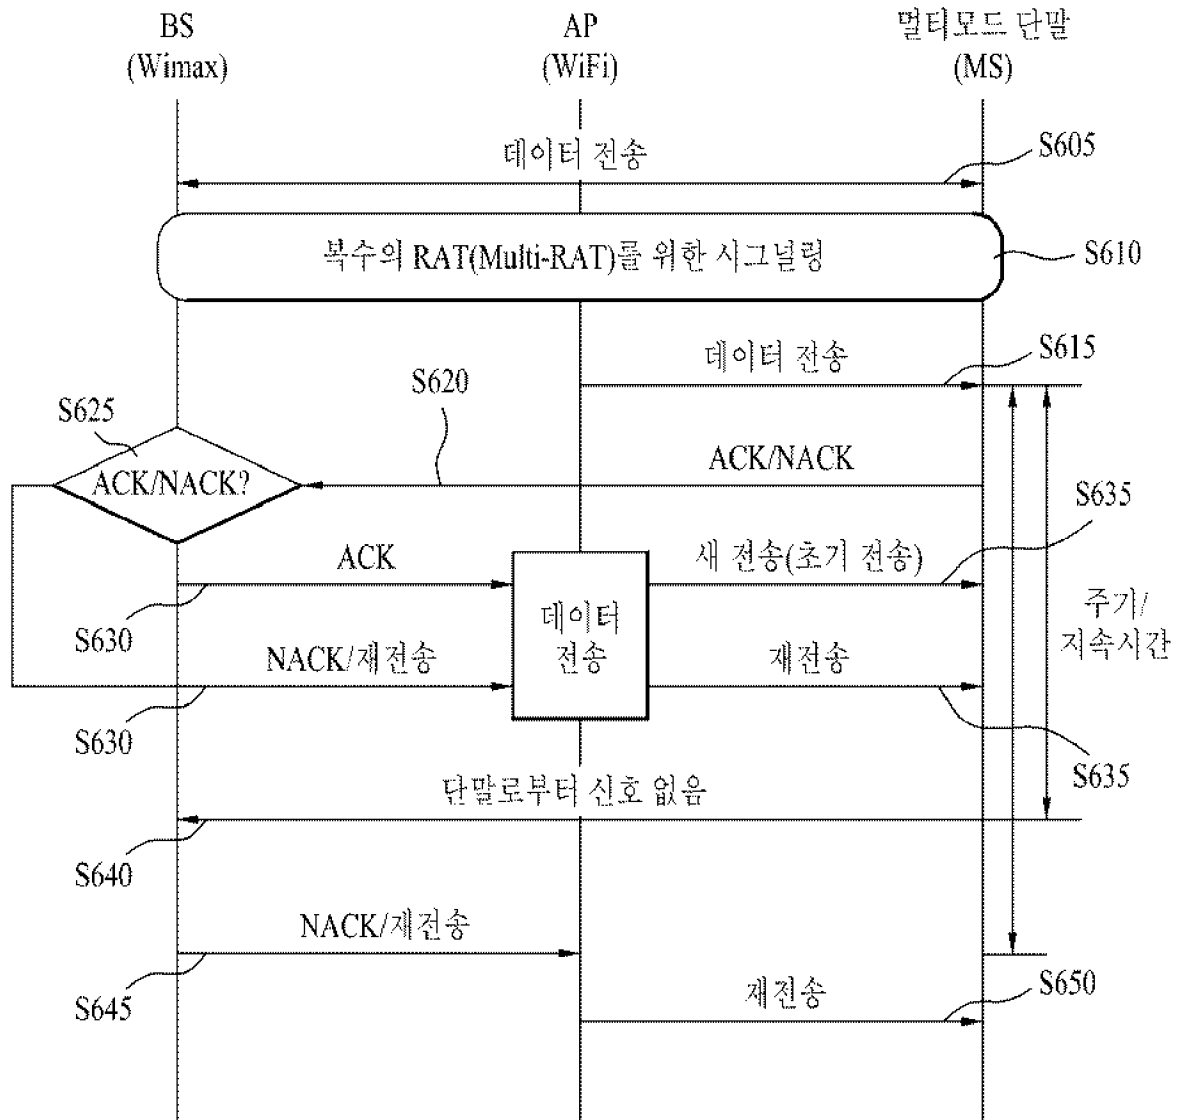 BS
(Wimax)
AP
(WiFi)
멀티모드 단말
(MS)
데이터 전송
S605
복수의 RAT(Multi-RAT)를 위한 시그널링
S610
데이터 전송
S615
S620
S625
ACK/NACK?
ACK/NACK
S635
ACK
새 전송(초기 전송)
S630
데이터
전송
주기/
지속시간
NACK/재전송
재전송
S630
S635
단말로부터 신호 없음
S640
NACK/재전송
S645
재전송
S650